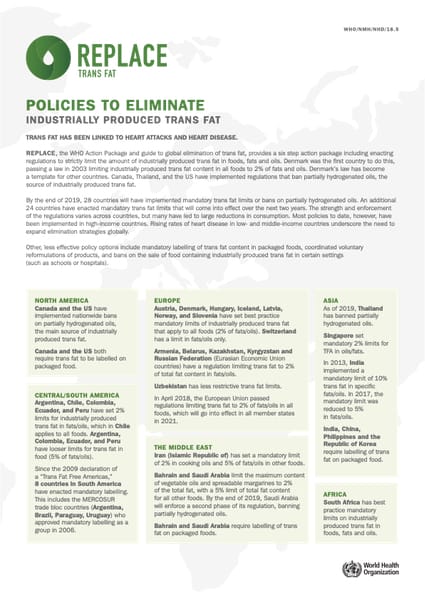 WHO/NMH/NHD/18.5
REPLACE
TRANS FAT
POLICIES TO ELIMINATE
INDUSTRIALLY PRODUCED TRANS FAT
TRANS FAT HAS BEEN LINKED TO HEART ATTACKS AND HEART DISEASE.
REPLACE, the WHO Action Package and guide to global elimination of trans fat, provides a six step action package including enacting
regulations to strictly limit the amount of industrially produced trans fat in foods, fats and oils. Denmark was the first country to do this,
passing a law in 2003 limiting industrially produced trans fat content in all foods to 2% of fats and oils. Denmark's law has become
a template for other countries. Canada, Thailand, and the US have implemented regulations that ban partially hydrogenated oils, the
source of industrially produced trans fat.
By the end of 2019, 28 countries will have implemented mandatory trans fat limits or bans on partially hydrogenated oils. An additional
24 countries have enacted mandatory trans fat limits that will come into effect over the next two years. The strength and enforcement
of the regulations varies across countries, but many have led to large reductions in consumption. Most policies to date, however, have
been implemented in high-income countries. Rising rates of heart disease in low- and middle-income countries underscore the need to
expand elimination strategies globally.
Other, less effective policy options include mandatory labelling of trans fat content in packaged foods, coordinated voluntary
reformulations of products, and bans on the sale of food containing industrially produced trans fat in certain settings
(such as schools or hospitals).
NORTH AMERICA
Canada and the US have
implemented nationwide bans
on partially hydrogenated oils,
the main source of industrially
produced trans fat.
Canada and the US both
require trans fat to be labelled on
packaged food.
CENTRAL/SOUTH AMERICA
Argentina, Chile, Colombia,
Ecuador, and Peru have set 2%
limits for industrially produced
trans fat in fats/oils, which in Chile
applies to all foods. Argentina,
Colombia, Ecuador, and Peru
have looser limits for trans fat in
food (5% of fats/oils).
Since the 2009 declaration of
a "Trans Fat Free Americas,"
8 countries in South America
have enacted mandatory labelling.
This includes the MERCOSUR
trade bloc countries (Argentina,
Brazil, Paraguay, Uruguay) who
approved mandatory labelling as a
group in 2006.
EUROPE
Austria, Denmark, Hungary, Iceland, Latvia,
Norway, and Slovenia have set best practice
mandatory limits of industrially produced trans fat
that apply to all foods (2% of fats/oils). Switzerland
has a limit in fats/oils only.
Armenia, Belarus, Kazakhstan, Kyrgyzstan and
Russian Federation (Eurasian Economic Union
countries) have a regulation limiting trans fat to 2%
of total fat content in fats/oils.
Uzbekistan has less restrictive trans fat limits.
In April 2018, the European Union passed
regulations limiting trans fat to 2% of fats/oils in all
foods, which will go into effect in all member states
in 2021.
THE MIDDLE EAST
Iran (Islamic Republic of) has set a mandatory limit
of 2% in cooking oils and 5% of fats/oils in other foods.
Bahrain and Saudi Arabia limit the maximum content
of vegetable oils and spreadable margarines to 2%
of the total fat, with a 5% limit of total fat content
for all other foods. By the end of 2019, Saudi Arabia
will enforce a second phase of its regulation, banning
partially hydrogenated oils.
Bahrain and Saudi Arabia require labelling of trans
fat on packaged foods.
ASIA
As of 2019, Thailand
has banned partially
hydrogenated oils.
Singapore set
mandatory 2% limits for
TFA in oils/fats.
In 2013, India
implemented a
mandatory limit of 10%
trans fat in specific
fats/oils. In 2017, the
mandatory limit was
reduced to 5%
in fats/oils.
India, China,
Philippines and the
Republic of Korea
require labelling of trans
fat on packaged food.
AFRICA
South Africa has best
practice mandatory
limits on industrially
produced trans fat in
foods, fats and oils.
World Health
Organization